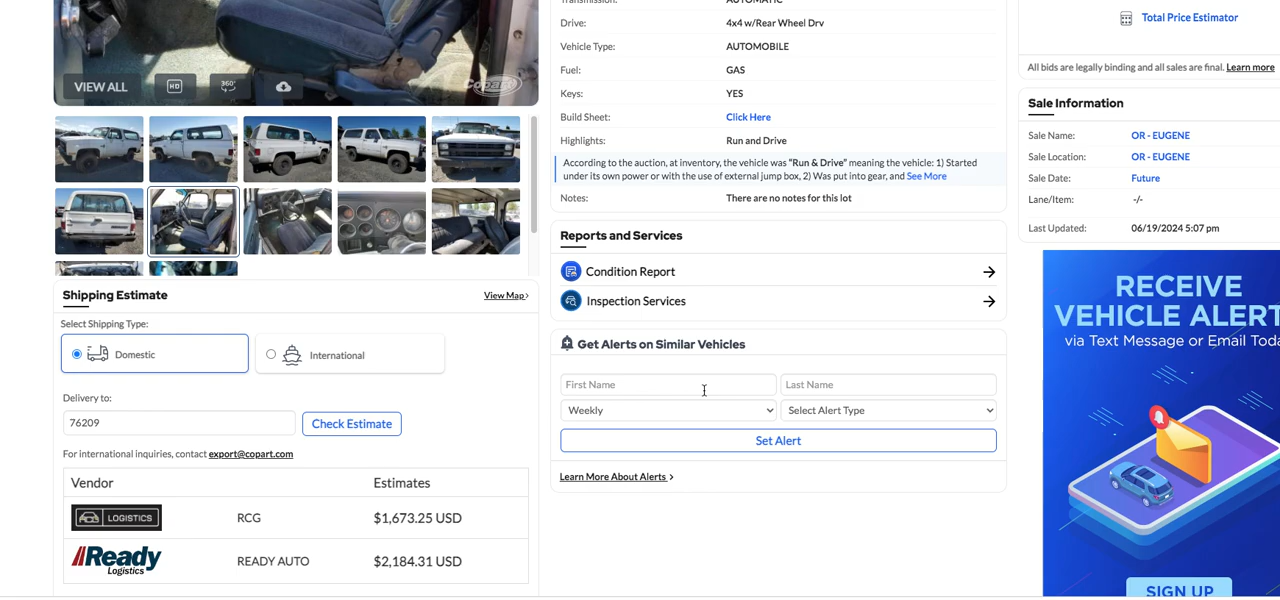 VIEW ALL
HD
360°
Copart
Shipping Estimate
View Map
Select Shipping Type:
Domestic
International
Delivery to:
76209
Check Estimate
For international inquiries, contact export@copart.com
Vendor Estimates
LOGISTICS RCG $1,673.25 USD
Ready Logistics READY AUTO $2,184.31 USD
Drive: 4x4 w/Rear Wheel Drv
Vehicle Type: AUTOMOBILE
Fuel: GAS
Keys: YES
Build Sheet: Click Here
Highlights: Run and Drive
According to the auction, at inventory, the vehicle was "Run & Drive" meaning the vehicle: 1) Started
under its own power or with the use of external jump box, 2) Was put into gear, and See More
Notes: There are no notes for this lot
Reports and Services
Condition Report
Inspection Services
Get Alerts on Similar Vehicles
First Name Last Name
Weekly Select Alert Type
Set Alert
Learn More About Alerts >
Total Price Estimator
All bids are legally binding and all sales are final. Learn more
Sale Information
Sale Name: OR - EUGENE
Sale Location: OR - EUGENE
Sale Date: Future
Lane/Item: -/-
Last Updated: 06/19/2024 5:07 pm
RECEIVE
VEHICLE ALERT
via Text Message or Email Toda
SIGN UP